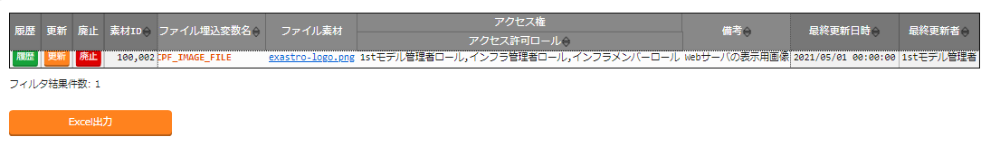 履歴 更新 廃止 素材ID ファイル埋込変数名 ファイル素材 アクセス権 備考 最終更新日時 最終更新者
アクセス許可ロール
履歴 更新 廃止 100,002 CPF_IMAGE_FILE exastro-logo.png 1stモデル管理者ロール,インフラ管理者ロール,インフラメンバーロール Webサーバの表示用画像 2021/05/01 00:00:00 1stモデル管理者
フィルタ結果件数: 1
Excel出力